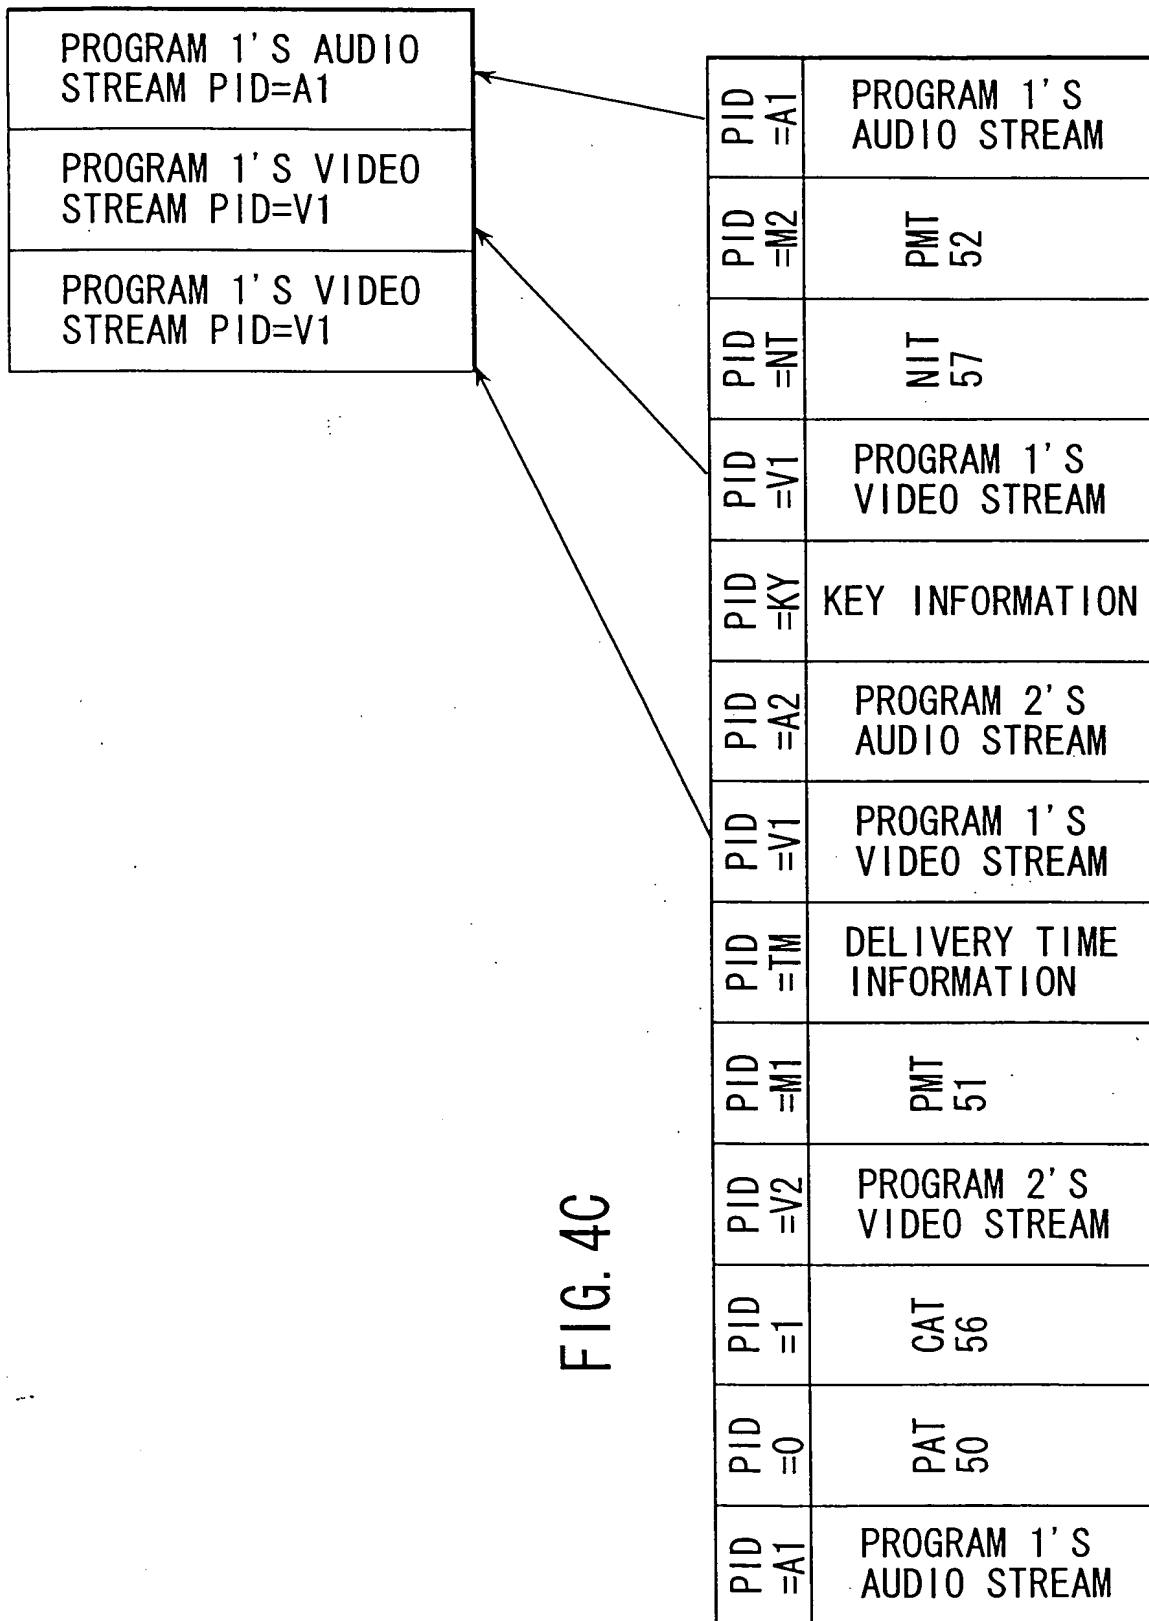 PROGRAM 1'S AUDIO
STREAM PID=A1
PROGRAM 1'S VIDEO
STREAM PID=V1
PROGRAM 1'S VIDEO
STREAM PID=V1
PID
=A1
PROGRAM 1'S
AUDIO STREAM
PID
=M2
PMT
52
PID
=NT
NIT
57
PID
=V1
PROGRAM 1'S
VIDEO STREAM
PID
=KY
KEY INFORMATION
PID
=A2
PROGRAM 2'S
AUDIO STREAM
PID
=V1
PROGRAM 1'S
VIDEO STREAM
PID
=TM
DELIVERY TIME
INFORMATION
PID
=M1
PMT
51
PID
=V2
PROGRAM 2'S
VIDEO STREAM
PID
=1
CAT
56
PID
=0
PAT
50
PID
=A1
PROGRAM 1'S
AUDIO STREAM
FIG. 4C